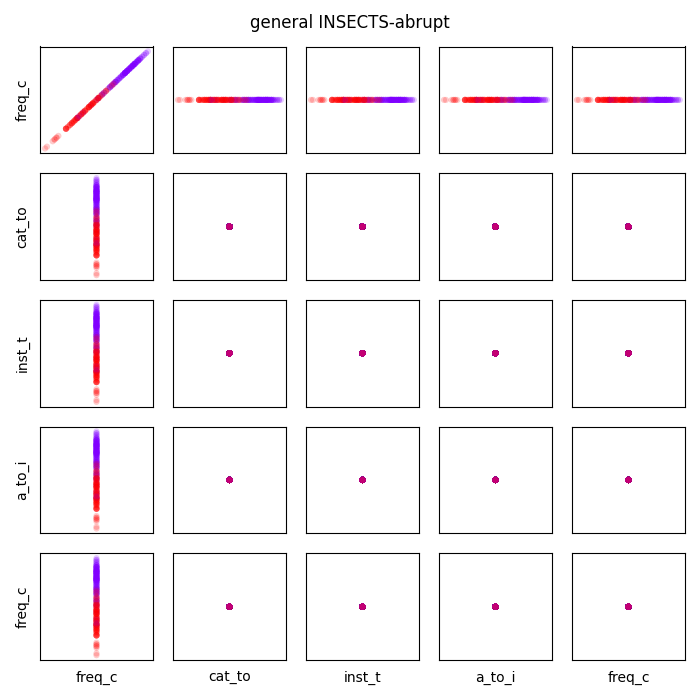 general INSECTS-abrupt
freq_c
cat_to
inst_t
a_to_i
freq_c
freq_c
cat_to
inst_t
a_to_i
freq_c